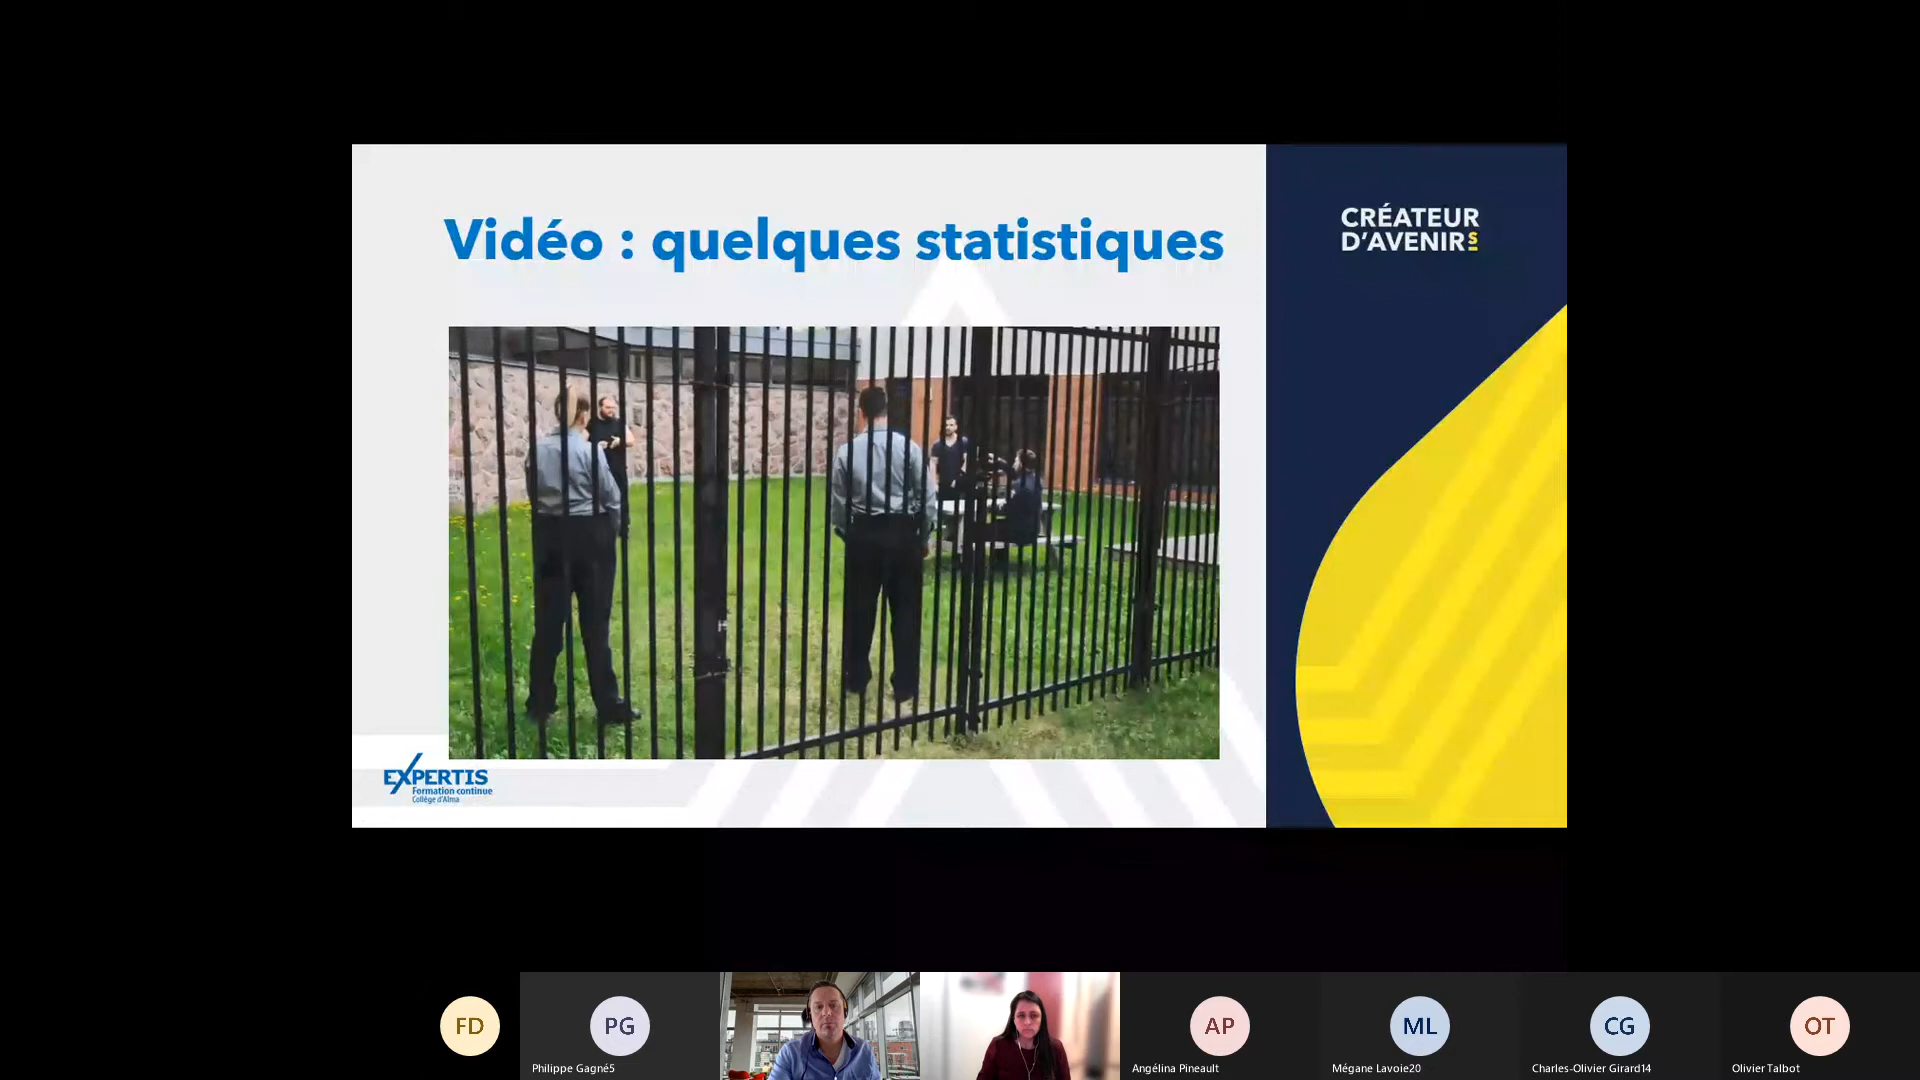 Vidéo : quelques statistiques
CRÉATEUR
D'AVENIRS
EXPERTIS
Formation continue
Collège d'Alma
FD
PG
AP
ML
CG
OT
Philippe Gagné5
Angélina Pineault
Mégane Lavoie20
Charles-Olivier Girard14
Olivier Talbot